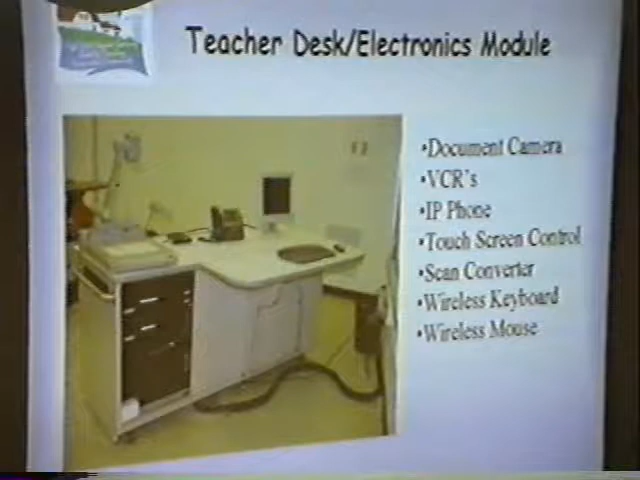 Teacher Desk/Electronics Module
•Document Camera
•VCR's
•IP Phone
•Touch Screen Control
•Scan Converter
•Wireless Keyboard
•Wireless Mouse